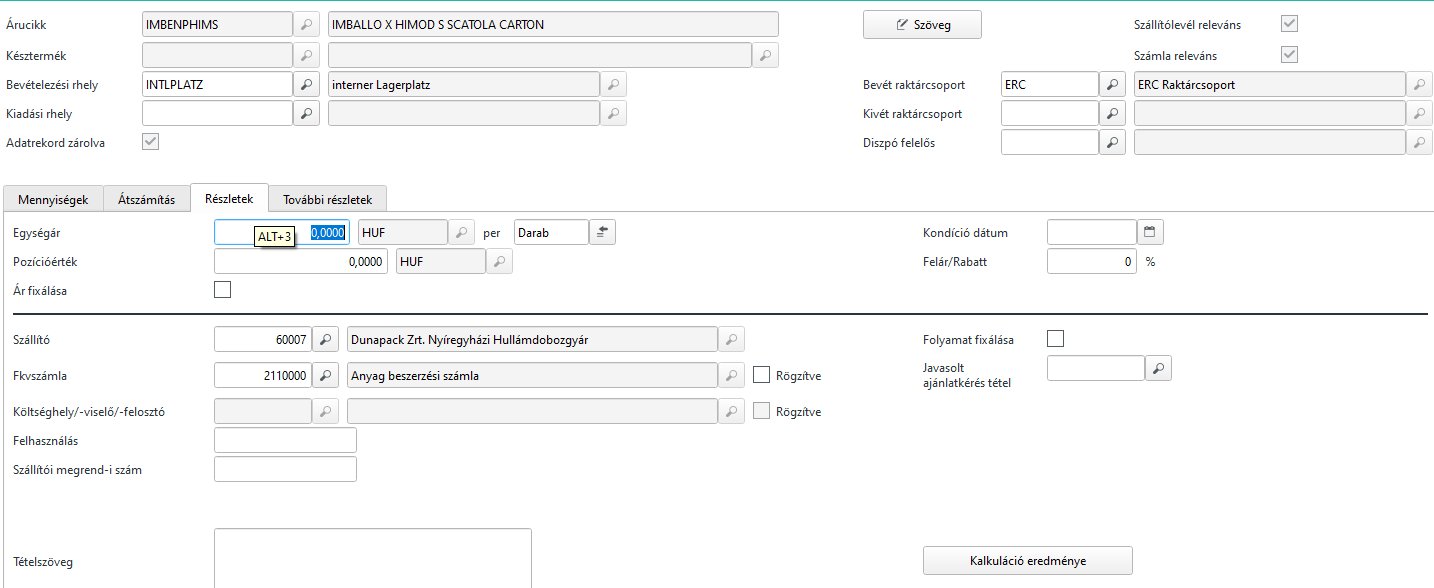 Árucikk IMBENPHIMS IMBALLO X HIMOD S SCATOLA CARTON Szöveg Szállítólevél releváns
Késztermék Számla releváns
Bevételezési rhely INTLPLATZ interner Lagerplatz Bevét raktárcsoport ERC ERC Raktárcsoport
Kiadási rhely Kivét raktárcsoport
Adatrekord zárolva Diszpó felelős
Mennyiségek Átszámítás Részletek További részletek
Egységár ALT+3 0,0000 HUF per Darab Kondíció dátum
Pozícióérték 0,0000 HUF Felár/Rabatt 0 %
Ár fixálása
Szállító 60007 Dunapack Zrt. Nyíregyházi Hullámdobozgyár Folyamat fixálása
Fkvszámla 2110000 Anyag beszerzési számla Rögzítve Javasolt
ajánlatkérés tétel
Költséghely/-viselő/-felosztó Rögzítve
Felhasználás
Szállítói megrend-i szám
Tételszöveg Kalkuláció eredménye